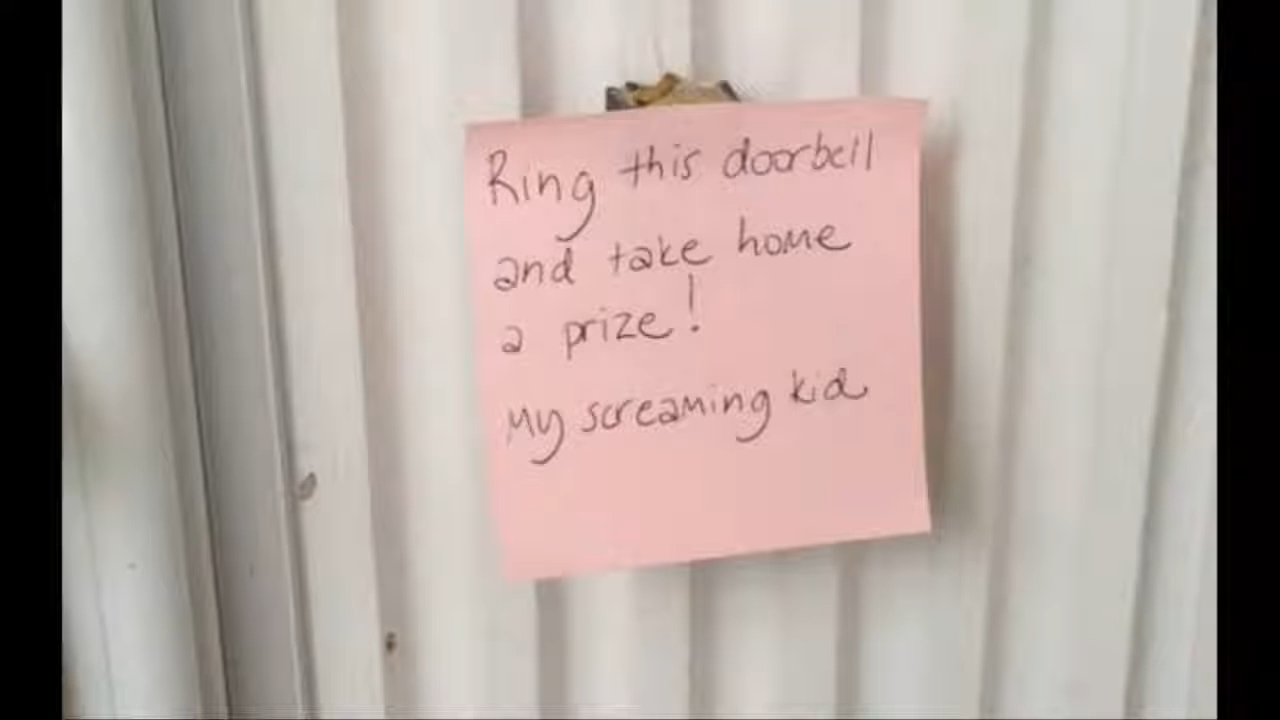 Ring this doorbell
and take home
a prize!
My screaming kid